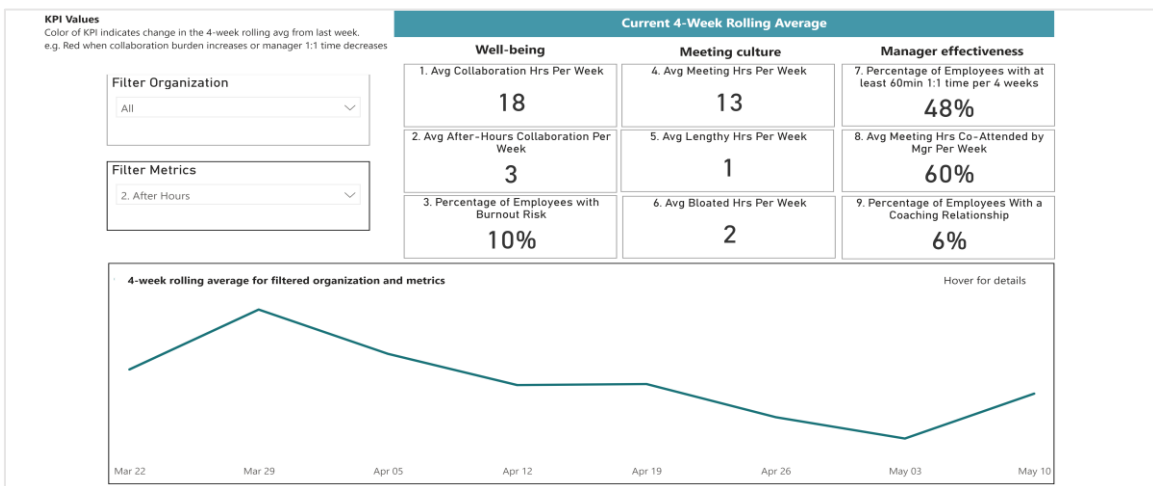 KPI Values
Color of KPI indicates change in the 4-week rolling avg from last week.
e.g. Red when collaboration burden increases or manager 1:1 time decreases
Filter Organization
All
Filter Metrics
2. After Hours
Current 4-Week Rolling Average
Well-being
Meeting culture
Manager effectiveness
1. Avg Collaboration Hrs Per Week
18
4. Avg Meeting Hrs Per Week
13
7. Percentage of Employees with at
least 60min 1:1 time per 4 weeks
48%
2. Avg After-Hours Collaboration Per
Week
3
5. Avg Lengthy Hrs Per Week
1
8. Avg Meeting Hrs Co-Attended by
Mgr Per Week
60%
3. Percentage of Employees with
Burnout Risk
10%
6. Avg Bloated Hrs Per Week
2
9. Percentage of Employees With a
Coaching Relationship
6%
4-week rolling average for filtered organization and metrics
Hover for details
Mar 22
Mar 29
Apr 05
Apr 12
Apr 19
Apr 26
May 03
May 10